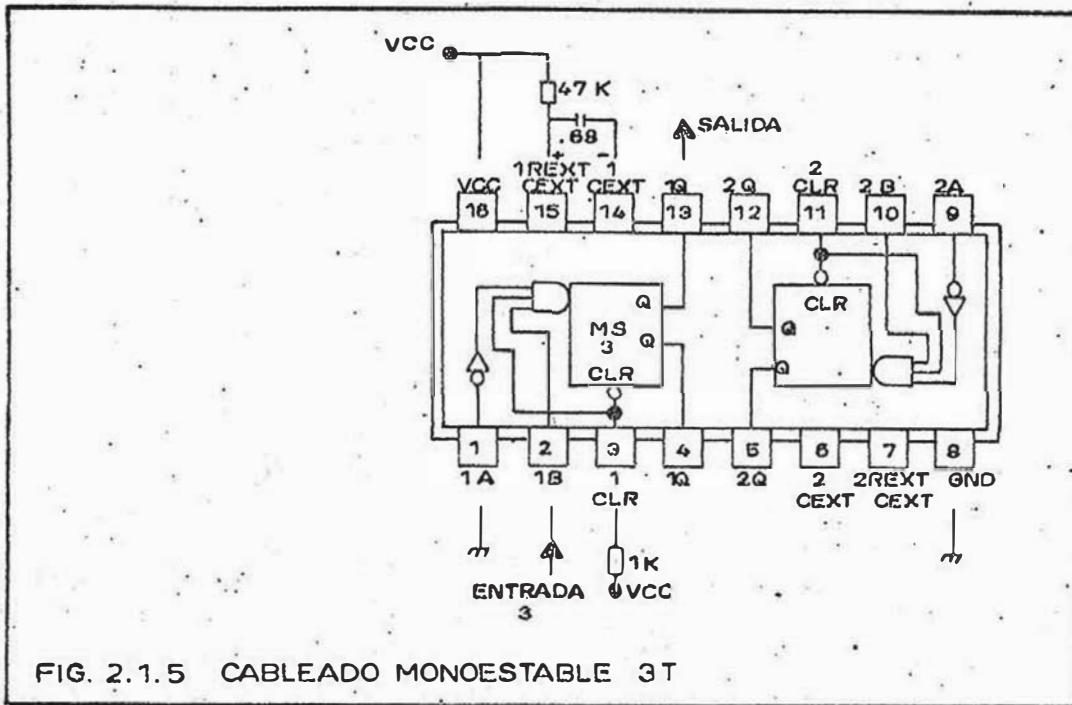 VCC
47 K
.68
+ -
SALIDA
1REXT 1 2
VCC CEXT CEXT 1Q 2Q CLR 2B 2A
16 15 14 13 12 11 10 9
Q CLR
MS Q Q
3
CLR Q
1 2 3 4 5 6 7 8
1A 1B 1 1Q 2Q 2 2REXT GND
CLR CEXT CEXT
1K
ENTRADA VCC
3
FIG. 2.1.5 CABLEADO MONOESTABLE 3T